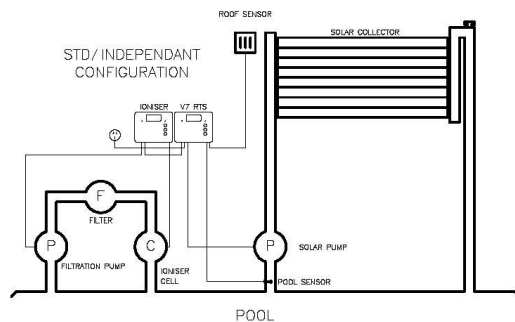 ROOF SENSOR
SOLAR COLLECTOR
STD/INDEPENDANT
CONFIGURATION
IONISER
V7 RTS
F
FILTER
P
C
P
SOLAR PUMP
FILTRATION PUMP
IONISER
CELL
POOL SENSOR
POOL